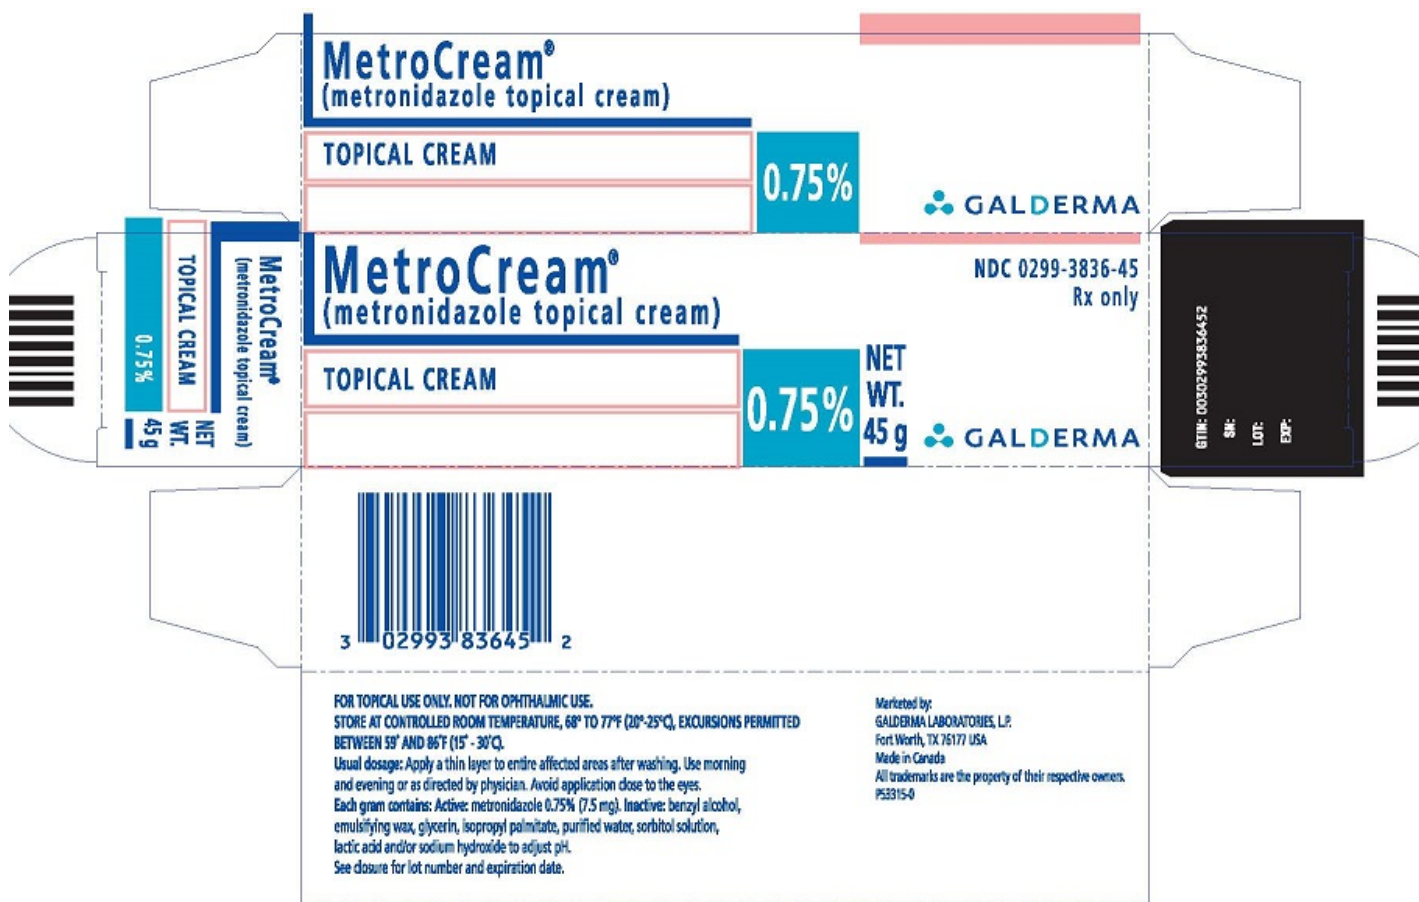 MetroCream®
(metronidazole topical cream)
TOPICAL CREAM
0.75%
GALDERMA
MetroCream®
(metronidazole topical cream)
TOPICAL CREAM
0.75%
NET
WT.
45 g
NDC 0299-3836-45
Rx only
GALDERMA
MetroCream®
(metronidazole topical cream)
TOPICAL CREAM
0.75%
NET
WT.
45 g
GTIN: 00302993836452
SN:
LOT:
EXP:
3 02993 83645 2
FOR TOPICAL USE ONLY. NOT FOR OPHTHALMIC USE.
STORE AT CONTROLLED ROOM TEMPERATURE, 68° TO 77°F (20°-25°C), EXCURSIONS PERMITTED
BETWEEN 59° AND 86°F (15° - 30°C).
Usual dosage: Apply a thin layer to entire affected areas after washing. Use morning
and evening or as directed by physician. Avoid application close to the eyes.
Each gram contains: Active: metronidazole 0.75% (7.5 mg). Inactive: benzyl alcohol,
emulsifying wax, glycerin, isopropyl palmitate, purified water, sorbitol solution,
lactic acid and/or sodium hydroxide to adjust pH.
See closure for lot number and expiration date.
Marketed by:
GALDERMA LABORATORIES, L.P.
Fort Worth, TX 76177 USA
Made in Canada
All trademarks are the property of their respective owners.
P53315-0